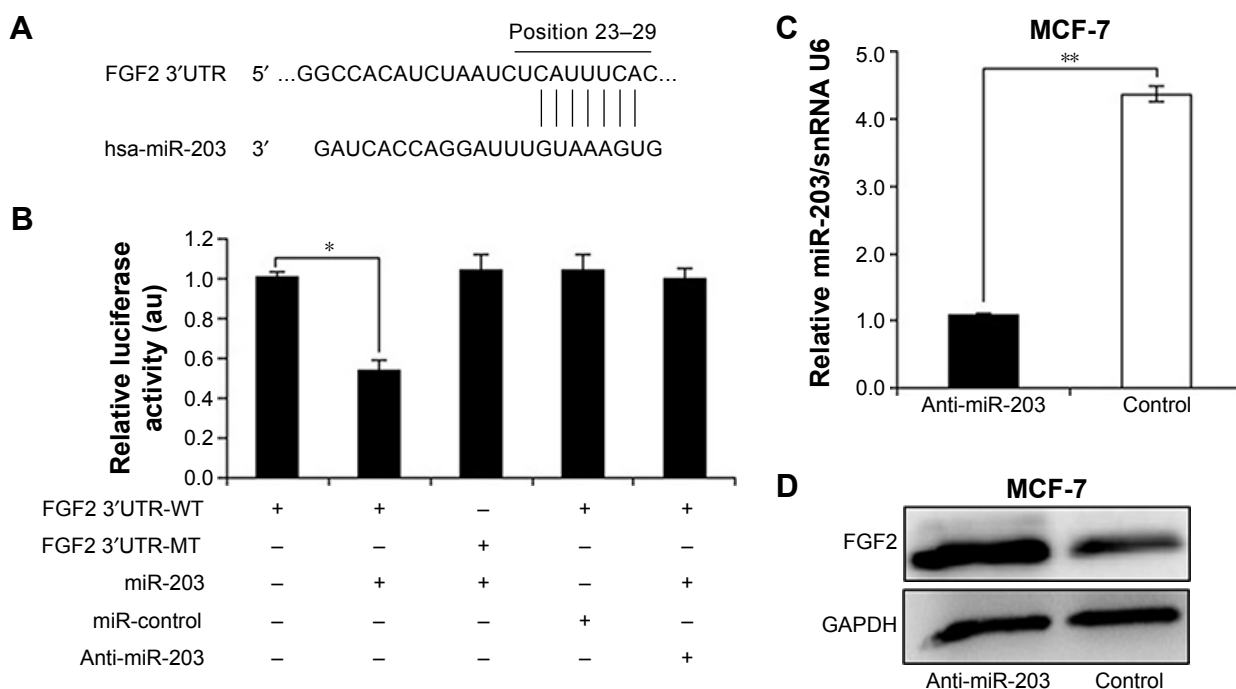 A
Position 23–29
FGF2 3′UTR 5′ ...GGCCACAUCUAAUCUCAUUUCAC...
hsa-miR-203 3′ GAUCACCAGGAUUUGUAAAGUG
B
Relative luciferase
activity (au)
1.2
1.0
0.8
0.6
0.4
0.2
0.0
*
FGF2 3′UTR-WT + + – + +
FGF2 3′UTR-MT – – + – –
miR-203 – + + – +
miR-control – – – + –
Anti-miR-203 – – – – +
C
MCF-7
Relative miR-203/snRNA U6
5.0
4.0
3.0
2.0
1.0
0.0
**
Anti-miR-203 Control
D
MCF-7
FGF2
GAPDH
Anti-miR-203 Control